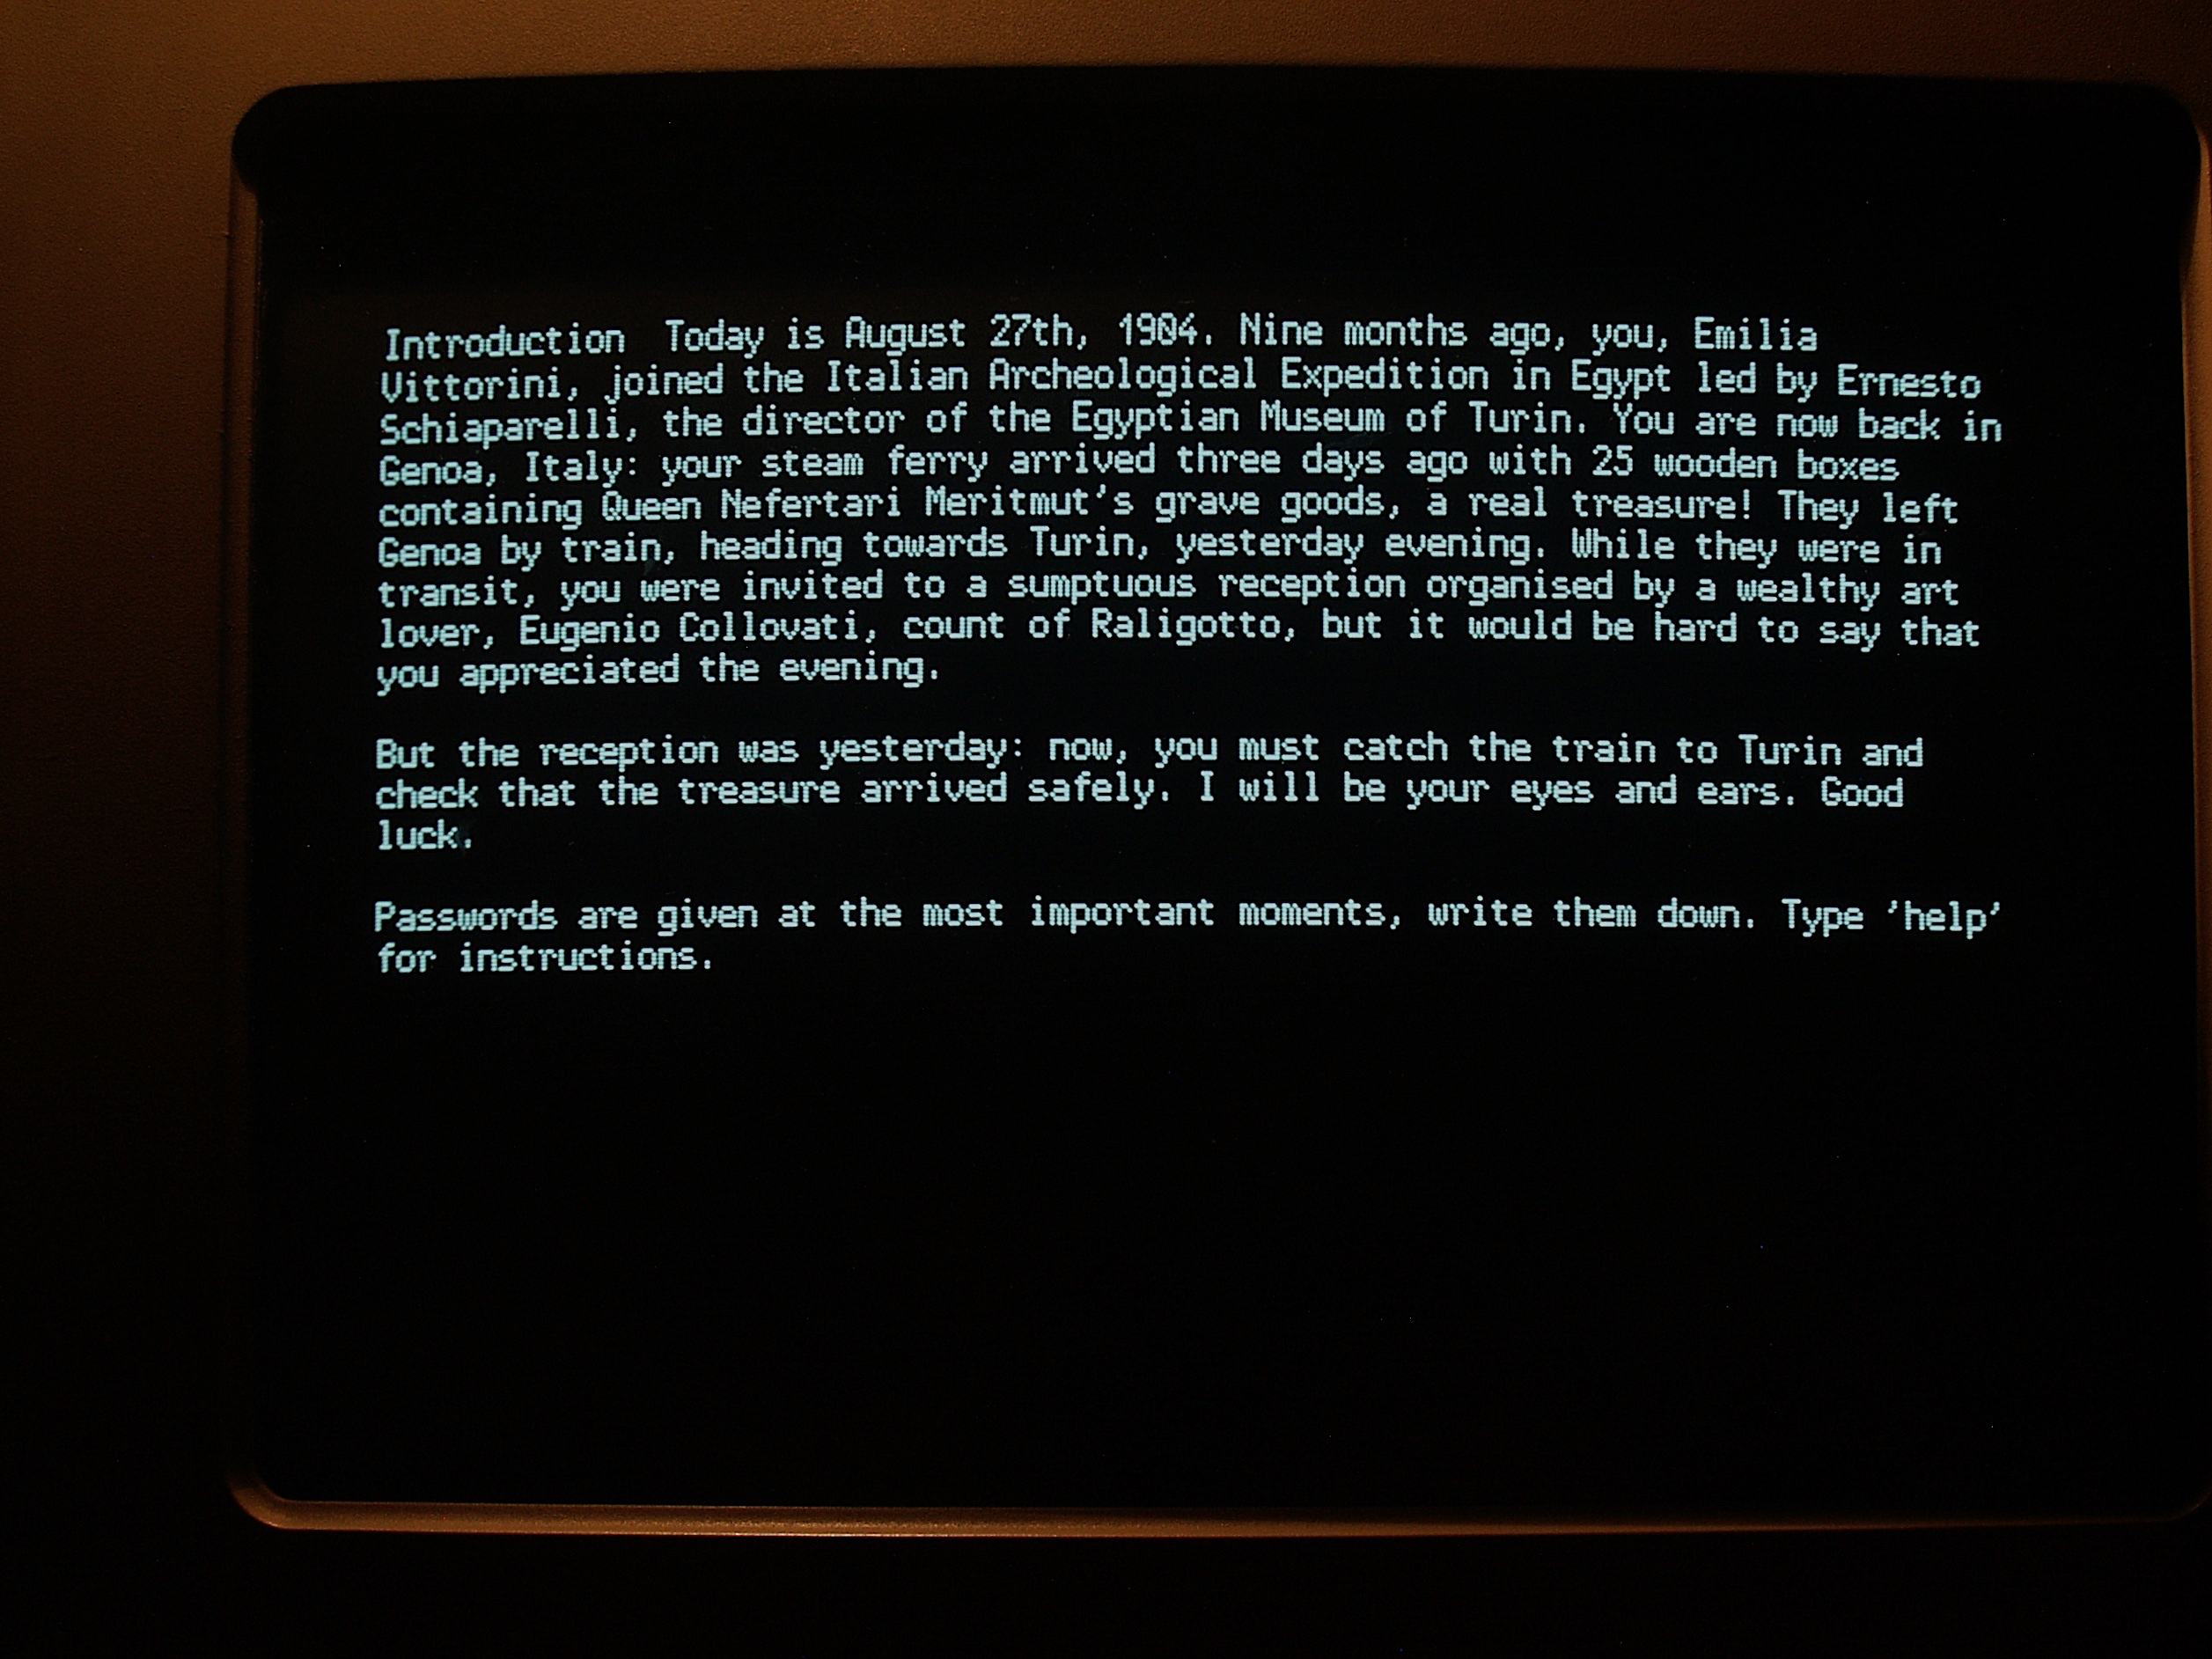 Introduction  Today is August 27th, 1904. Nine months ago, you, Emilia
Vittorini, joined the Italian Archeological Expedition in Egypt led by Ernesto
Schiaparelli, the director of the Egyptian Museum of Turin. You are now back in
Genoa, Italy: your steam ferry arrived three days ago with 25 wooden boxes
containing Queen Nefertari Meritmut's grave goods, a real treasure! They left
Genoa by train, heading towards Turin, yesterday evening. While they were in
transit, you were invited to a sumptuous reception organised by a wealthy art
lover, Eugenio Collovati, count of Raligotto, but it would be hard to say that
you appreciated the evening.
But the reception was yesterday: now, you must catch the train to Turin and
check that the treasure arrived safely. I will be your eyes and ears. Good
luck.
Passwords are given at the most important moments, write them down. Type 'help'
for instructions.